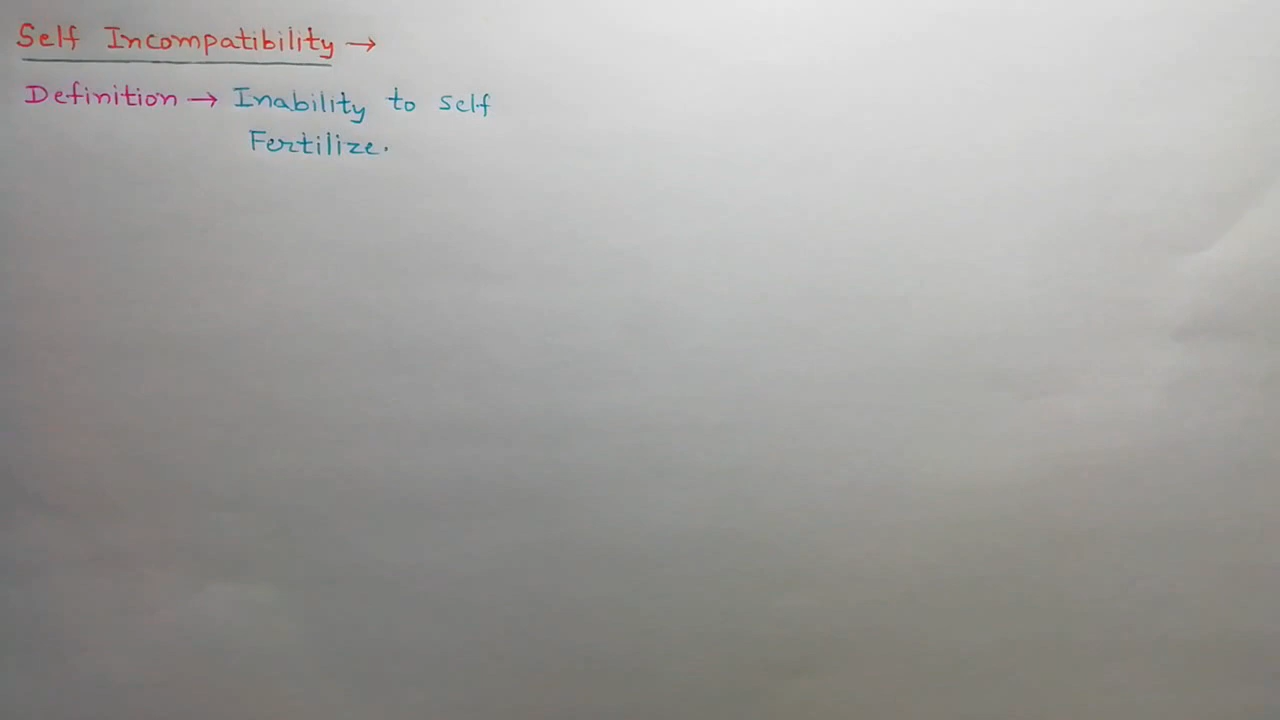 Self Incompatibility →
Definition → Inability to self
Fertilize.